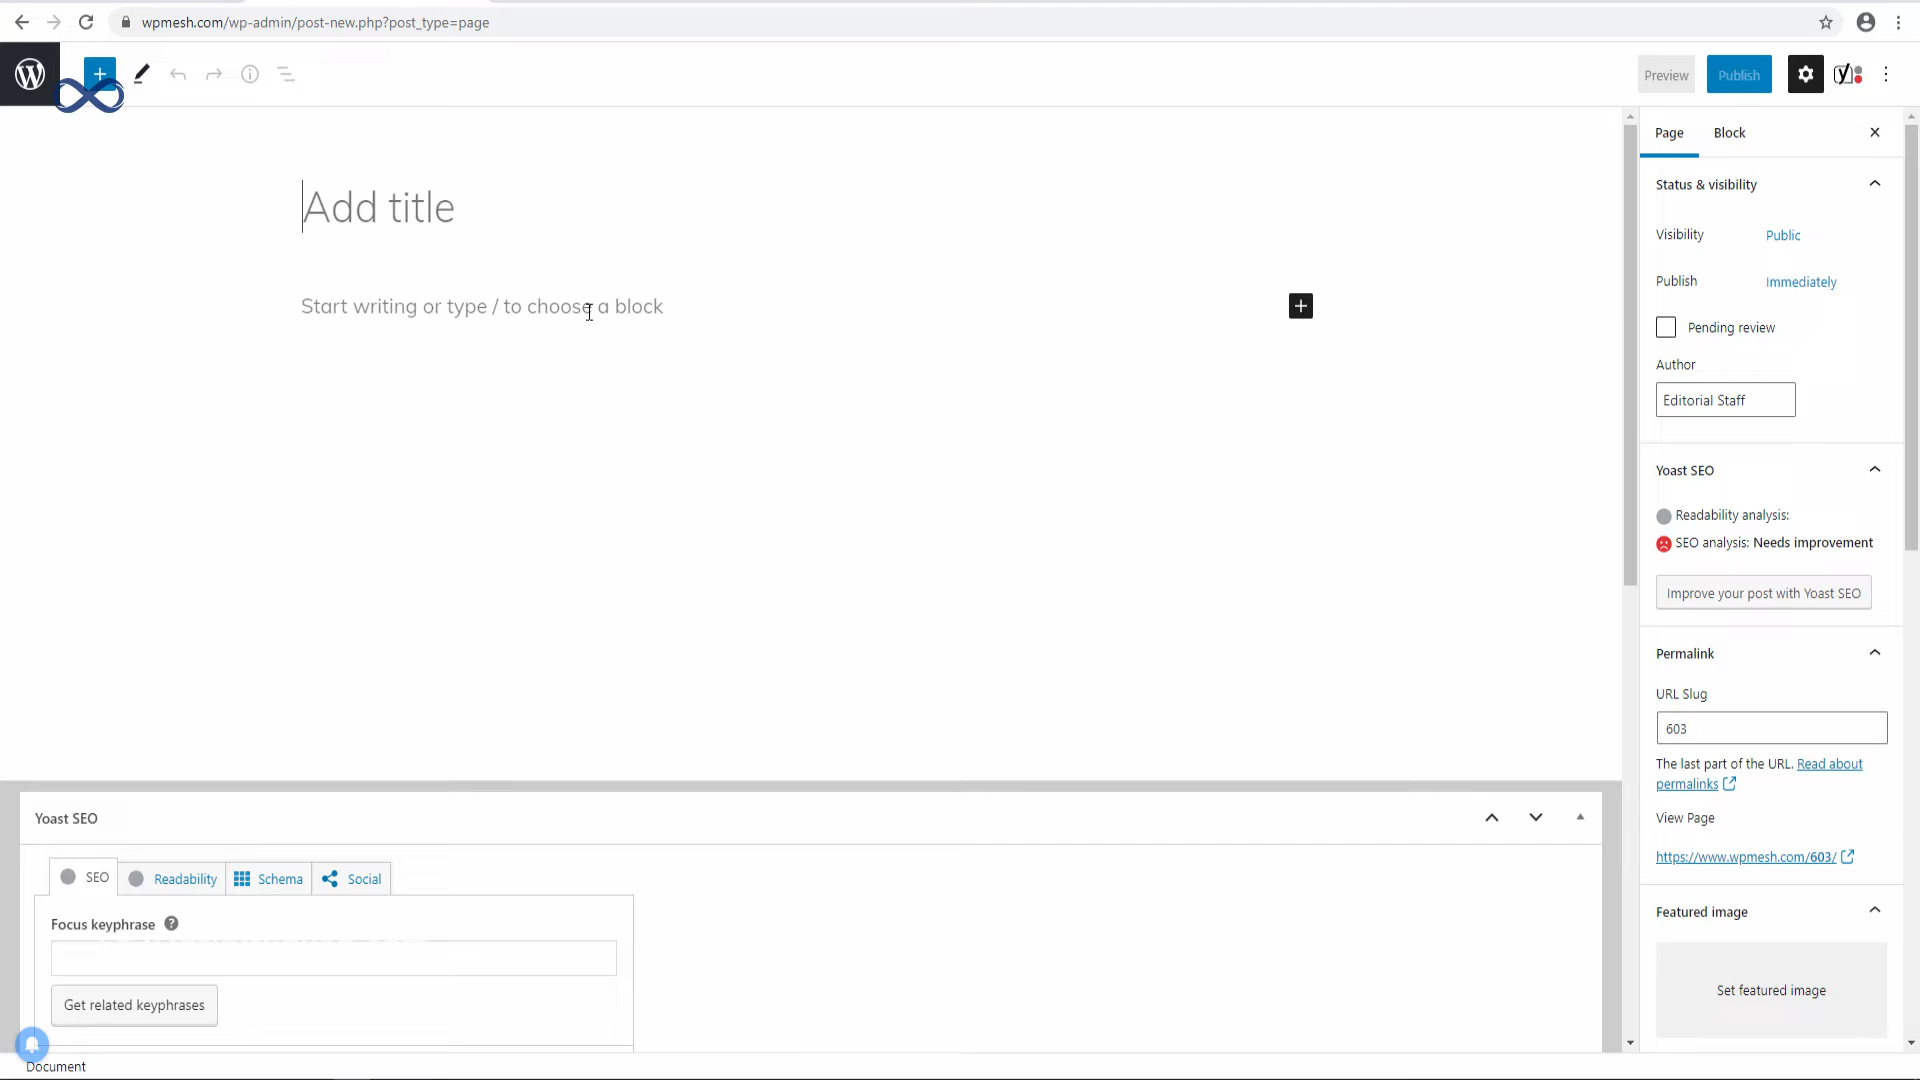 wpmesh.com/wp-admin/post-new.php?post_type=page
Preview
Publish
Page
Block
Add title
Start writing or type / to choose a block
Status & visibility
Visibility
Public
Publish
Immediately
Pending review
Author
Editorial Staff
Yoast SEO
Readability analysis:
SEO analysis: Needs improvement
Improve your post with Yoast SEO
Permalink
URL Slug
603
The last part of the URL. Read about
permalinks
View Page
https://www.wpmesh.com/603/
Featured image
Set featured image
Yoast SEO
SEO
Readability
Schema
Social
Focus keyphrase
Get related keyphrases
Document